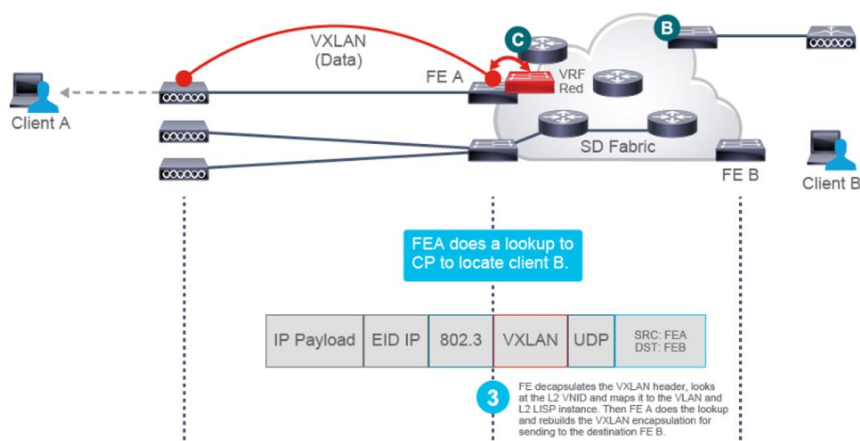 VXLAN
(Data)
C
B
FE A
VRF
Red
Client A
SD Fabric
FE B
Client B
FEA does a lookup to
CP to locate client B.
IP Payload
EID IP
802.3
VXLAN
UDP
SRC: FEA
DST: FEB
3
FE decapsulates the VXLAN header, looks
at the L2 VNID and maps it to the VLAN and
L2 LISP instance. Then FE A does the lookup
and rebuilds the VXLAN encapsulation for
sending to the destination FE B.